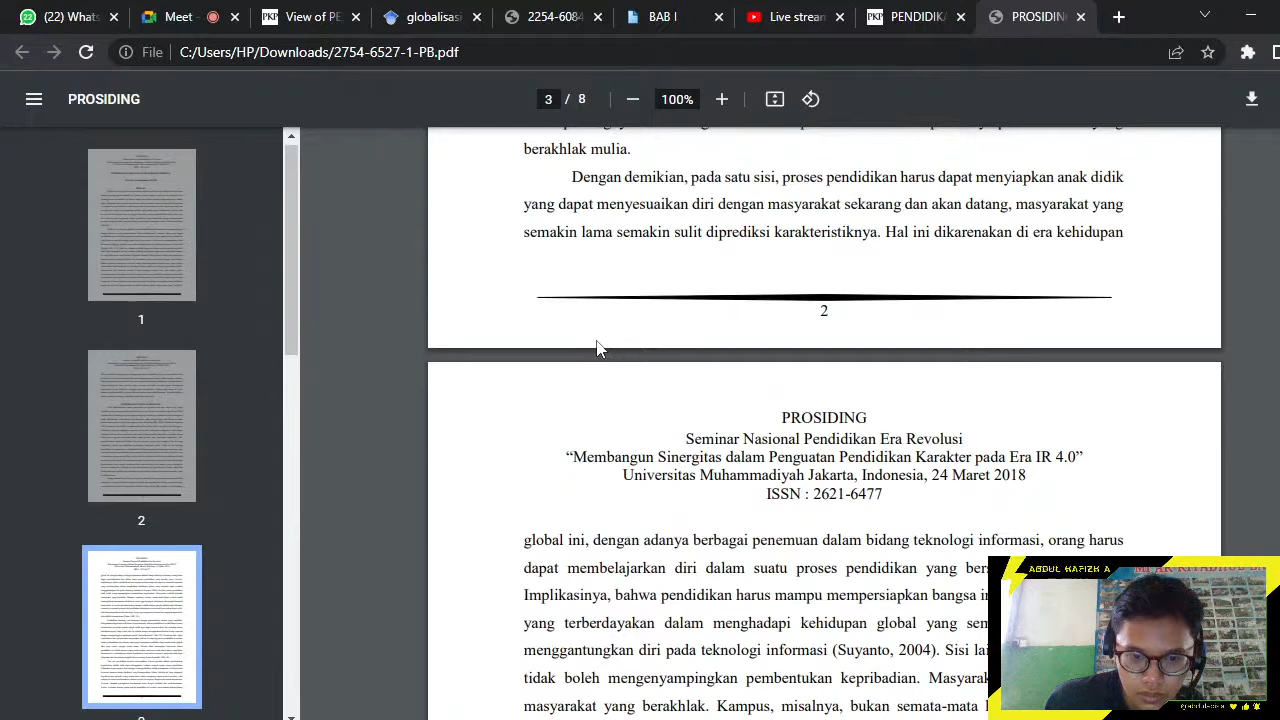 (22) Whats
Meet -
View of PE
globalisasi
2254-608
BAB I
Live stream
PENDIDIKA
PROSIDING
File
C:/Users/HP/Downloads/2754-6527-1-PB.pdf
PROSIDING
3 / 8
100%
berakhlak mulia.
Dengan demikian, pada satu sisi, proses pendidikan harus dapat menyiapkan anak didik
yang dapat menyesuaikan diri dengan masyarakat sekarang dan akan datang, masyarakat yang
semakin lama semakin sulit diprediksi karakteristiknya. Hal ini dikarenakan di era kehidupan
2
PROSIDING
Seminar Nasional Pendidikan Era Revolusi
“Membangun Sinergitas dalam Penguatan Pendidikan Karakter pada Era IR 4.0”
Universitas Muhammadiyah Jakarta, Indonesia, 24 Maret 2018
ISSN : 2621-6477
global ini, dengan adanya berbagai penemuan dalam bidang teknologi informasi, orang harus
dapat membelajarkan diri dalam suatu proses pendidikan yang
Implikasinya, bahwa pendidikan harus mampu mempersiapkan bangsa
yang terberdayakan dalam menghadapi kehidupan global yang
menggantungkan diri pada teknologi informasi 2004). Sisi
tidak boleh mengenyampingkan pembentukan kepribadian.
yang berakhlak. Kampus, misalnya, bukan semata-mata
1
2
ABDUL HAFIZH A